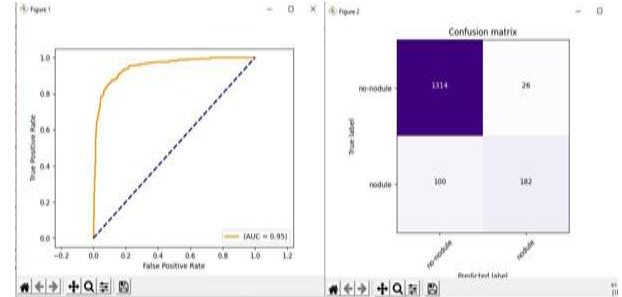 Figure 1
1.0
0.8
0.6
0.4
0.2
0.0
True Positive Rate
(AUC = 0.95)
-0.2 0.0 0.2 0.4 0.6 0.8 1.0 1.2
False Positive Rate
Figure 2
Confusion matrix
no-nodule
1314 26
True label
nodule
100 182
no-nodule nodule
Predicted label